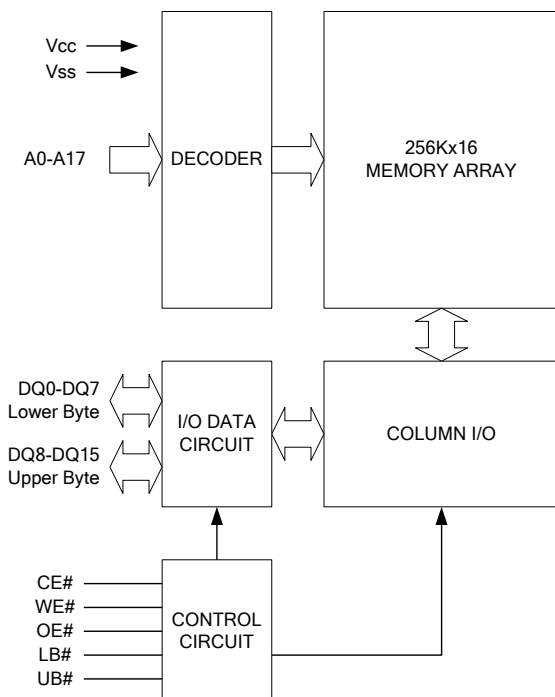 Vcc
Vss
A0-A17
DECODER
256Kx16
MEMORY ARRAY
DQ0-DQ7
Lower Byte
DQ8-DQ15
Upper Byte
I/O DATA
CIRCUIT
COLUMN I/O
CE#
WE#
OE#
LB#
UB#
CONTROL
CIRCUIT